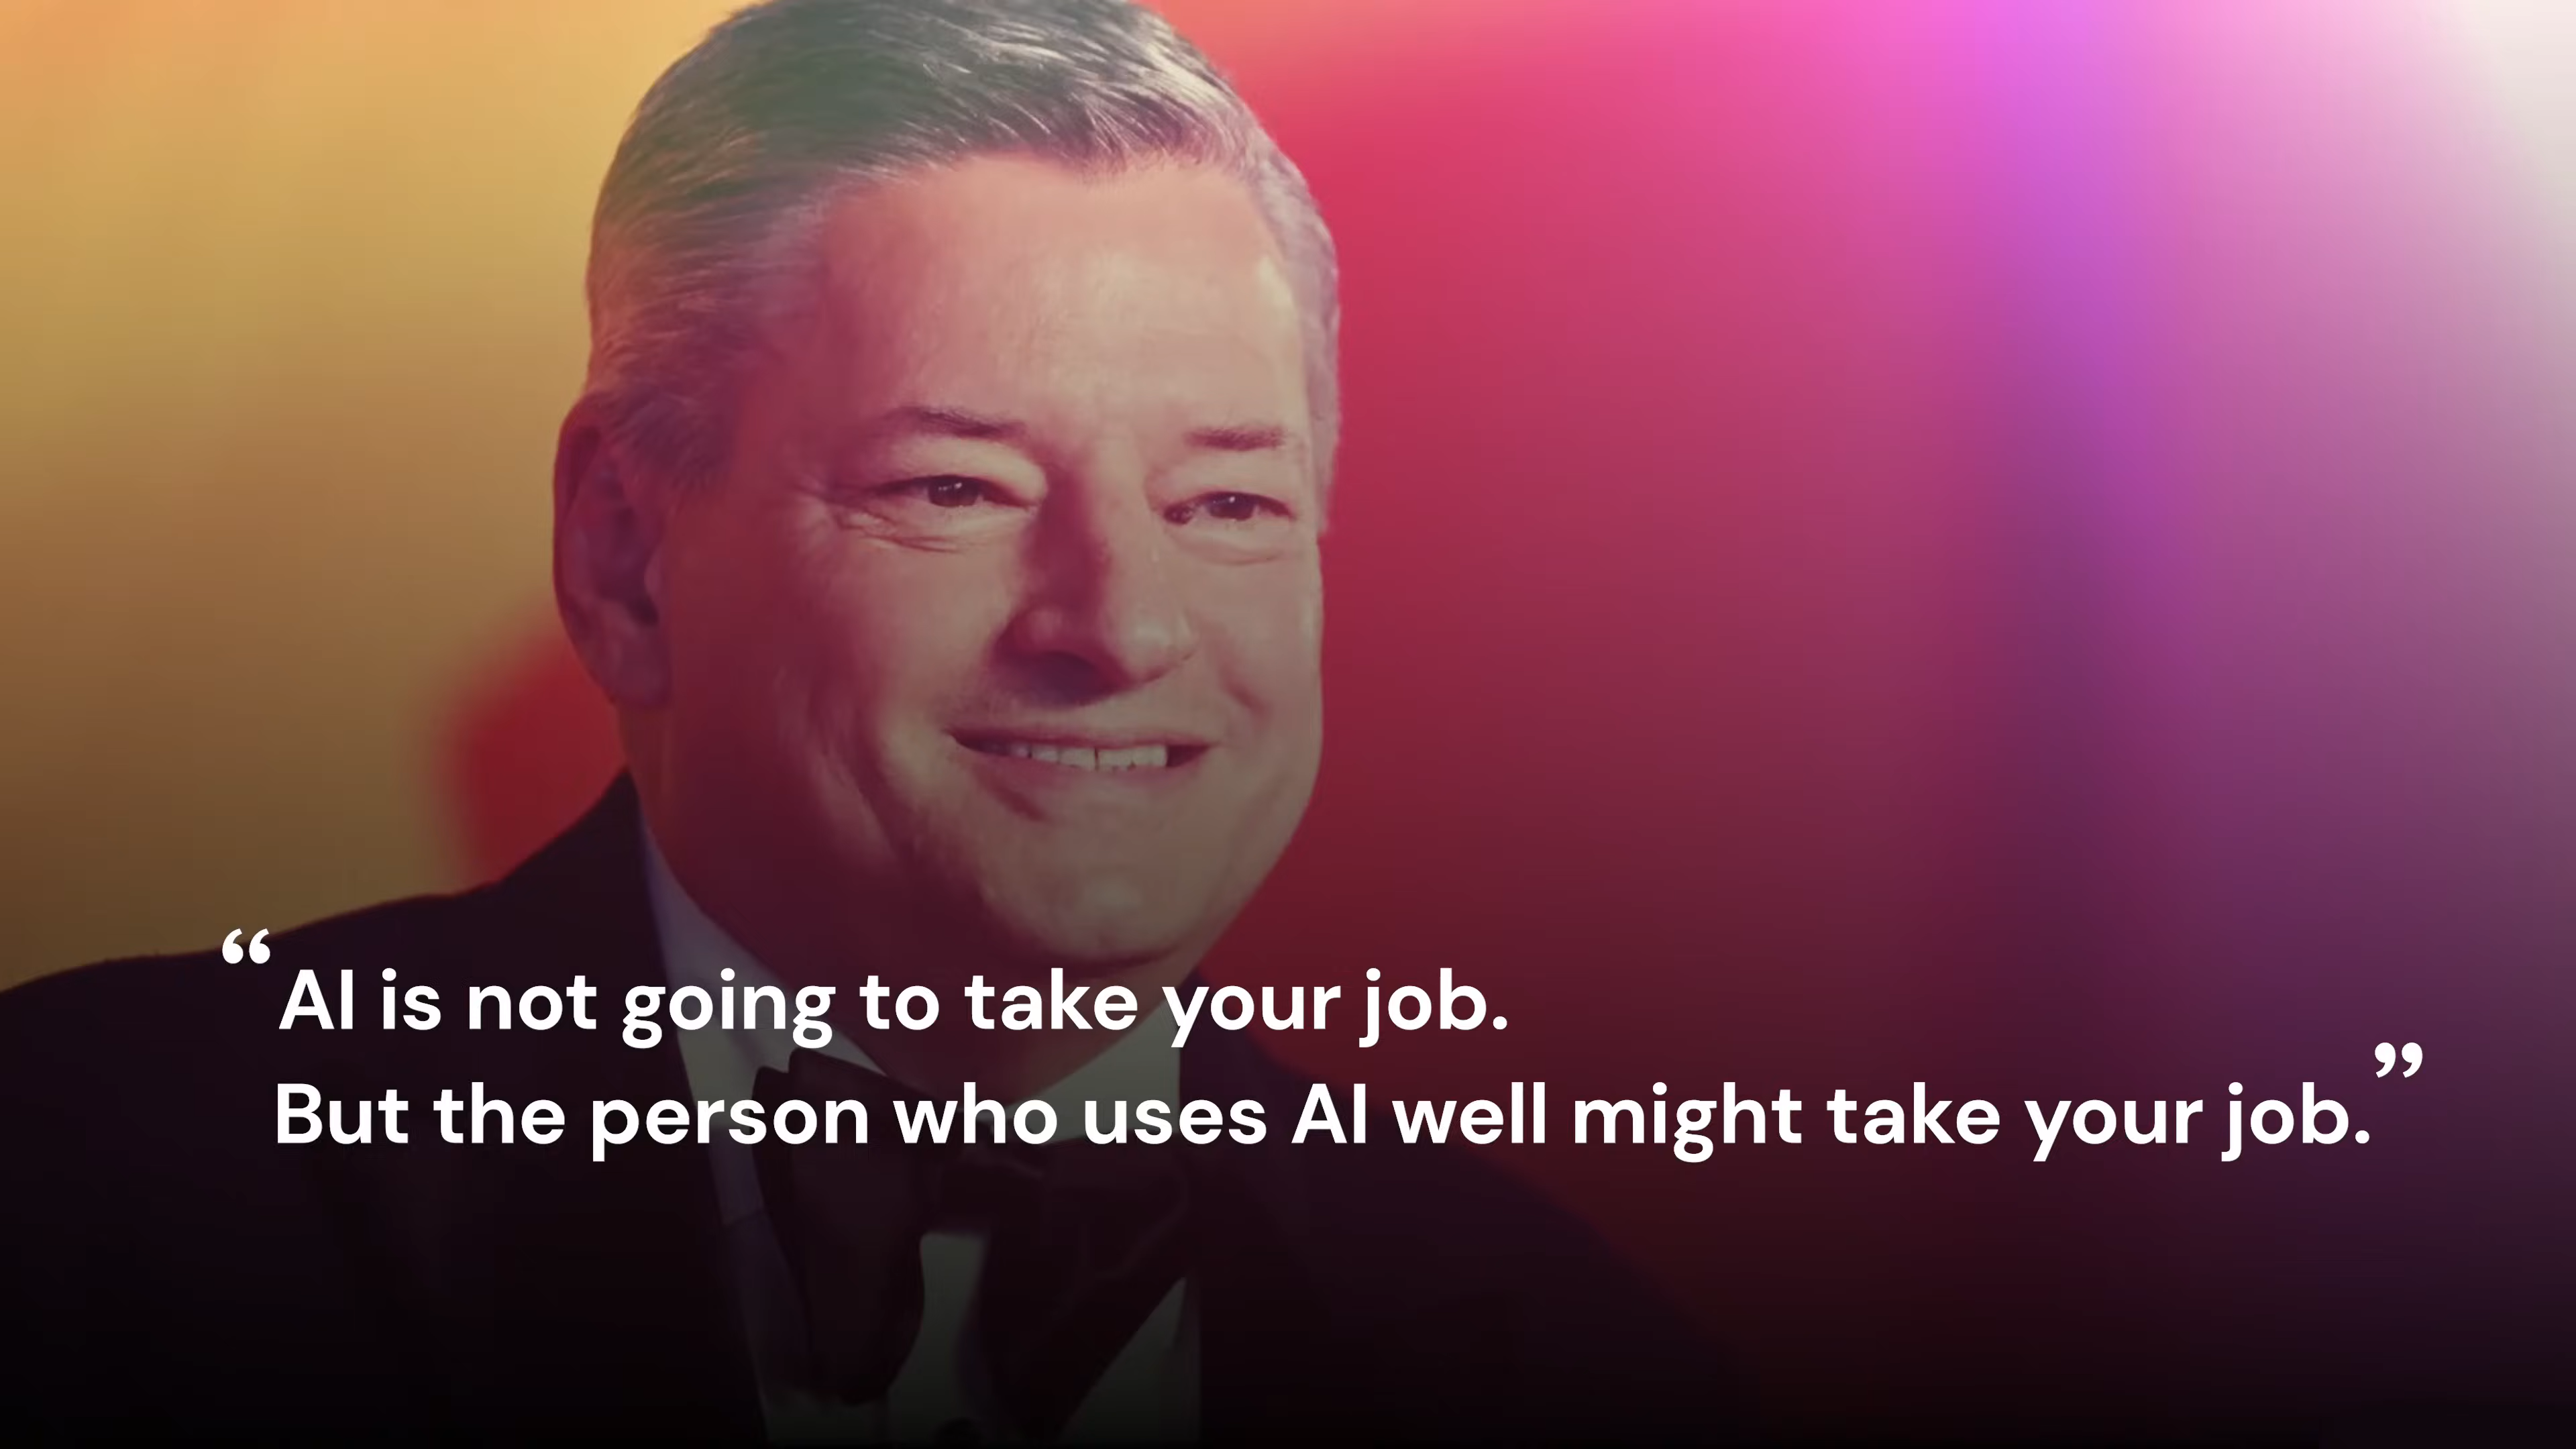 “AI is not going to take your job.
But the person who uses AI well might take your job.”